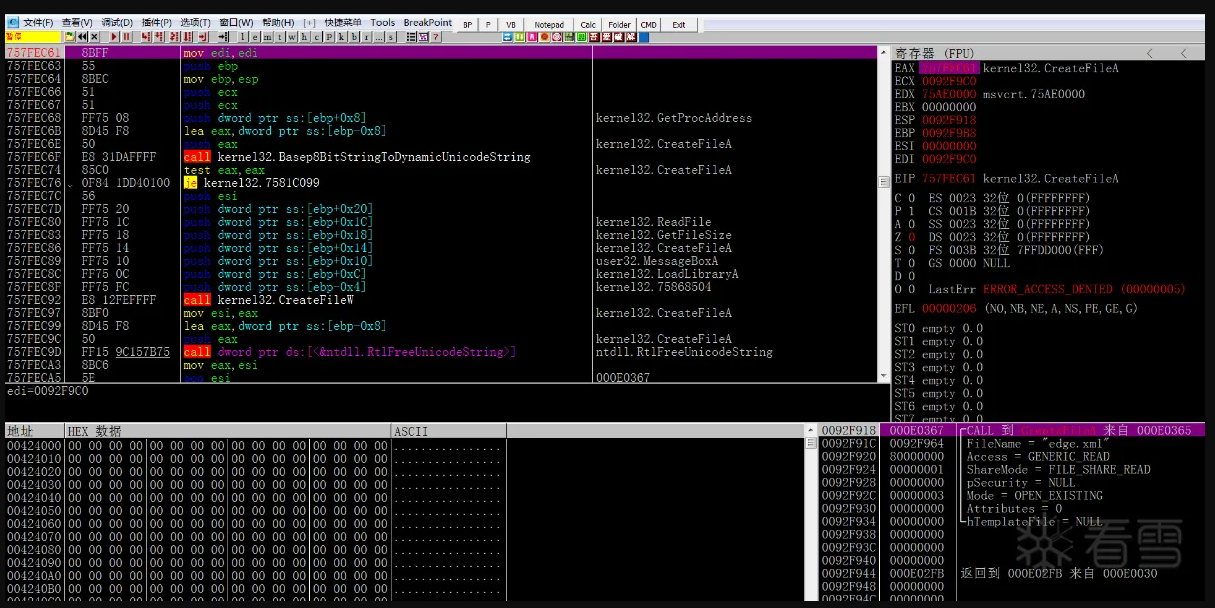 文件(F) 查看(V) 调试(D) 插件(P) 选项(T) 窗口(W) 帮助(H) [+] 快捷菜单 Tools BreakPoint BP P VB Notepad Calc Folder CMD Exit
暂停 l e m t w h c P k b r ... s ?
757FEC61 8BFF mov edi,edi
757FEC63 55 push ebp
757FEC64 8BEC mov ebp,esp
757FEC66 51 push ecx
757FEC67 51 push ecx
757FEC68 FF75 08 push dword ptr ss:[ebp+0x8] kernel32.GetProcAddress
757FEC6B 8D45 F8 lea eax,dword ptr ss:[ebp-0x8]
757FEC6E 50 push eax kernel32.CreateFileA
757FEC6F E8 31DAFFFF call kernel32.Basep8BitStringToDynamicUnicodeString
757FEC74 85C0 test eax,eax kernel32.CreateFileA
757FEC76 0F84 1DD40100 je kernel32.7581C099
757FEC7C 56 push esi
757FEC7D FF75 20 push dword ptr ss:[ebp+0x20]
757FEC80 FF75 1C push dword ptr ss:[ebp+0x1C] kernel32.ReadFile
757FEC83 FF75 18 push dword ptr ss:[ebp+0x18] kernel32.GetFileSize
757FEC86 FF75 14 push dword ptr ss:[ebp+0x14] kernel32.CreateFileA
757FEC89 FF75 10 push dword ptr ss:[ebp+0x10] user32.MessageBoxA
757FEC8C FF75 0C push dword ptr ss:[ebp+0xC] kernel32.LoadLibraryA
757FEC8F FF75 FC push dword ptr ss:[ebp-0x4] kernel32.75868504
757FEC92 E8 12FEFFFF call kernel32.CreateFileW
757FEC97 8BF0 mov esi,eax kernel32.CreateFileA
757FEC99 8D45 F8 lea eax,dword ptr ss:[ebp-0x8]
757FEC9C 50 push eax kernel32.CreateFileA
757FEC9D FF15 9C157B75 call dword ptr ds:[<&ntdll.RtlFreeUnicodeString>] ntdll.RtlFreeUnicodeString
757FECA3 8BC6 mov eax,esi
757FECA5 5E pop esi 000E0367
edi=0092F9C0
寄存器 (FPU) < <
EAX 757FEC61 kernel32.CreateFileA
ECX 0092F9C0
EDX 75AE0000 msvcrt.75AE0000
EBX 00000000
ESP 0092F918
EBP 0092F9B8
ESI 00000000
EDI 0092F9C0
EIP 757FEC61 kernel32.CreateFileA
C 0 ES 0023 32位 0(FFFFFFFF)
P 1 CS 001B 32位 0(FFFFFFFF)
A 0 SS 0023 32位 0(FFFFFFFF)
Z 0 DS 0023 32位 0(FFFFFFFF)
S 0 FS 003B 32位 7FFDD000(FFF)
T 0 GS 0000 NULL
D 0
O 0 LastErr ERROR_ACCESS_DENIED (00000005)
EFL 00000206 (NO,NB,NE,A,NS,PE,GE,G)
ST0 empty 0.0
ST1 empty 0.0
ST2 empty 0.0
ST3 empty 0.0
ST4 empty 0.0
ST5 empty 0.0
ST6 empty 0.0
ST7 empty 0.0
地址 HEX 数据 ASCII
00424000 00 00 00 00 00 00 00 00 00 00 00 00 00 00 00 00 ................
00424010 00 00 00 00 00 00 00 00 00 00 00 00 00 00 00 00 ................
00424020 00 00 00 00 00 00 00 00 00 00 00 00 00 00 00 00 ................
00424030 00 00 00 00 00 00 00 00 00 00 00 00 00 00 00 00 ................
00424040 00 00 00 00 00 00 00 00 00 00 00 00 00 00 00 00 ................
00424050 00 00 00 00 00 00 00 00 00 00 00 00 00 00 00 00 ................
00424060 00 00 00 00 00 00 00 00 00 00 00 00 00 00 00 00 ................
00424070 00 00 00 00 00 00 00 00 00 00 00 00 00 00 00 00 ................
00424080 00 00 00 00 00 00 00 00 00 00 00 00 00 00 00 00 ................
00424090 00 00 00 00 00 00 00 00 00 00 00 00 00 00 00 00 ................
004240A0 00 00 00 00 00 00 00 00 00 00 00 00 00 00 00 00 ................
004240B0 00 00 00 00 00 00 00 00 00 00 00 00 00 00 00 00 ................
0092F918 000E0367 CALL 到 CreateFileA 来自 000E0365
0092F91C 0092F964 FileName = "edge.xml"
0092F920 80000000 Access = GENERIC_READ
0092F924 00000001 ShareMode = FILE_SHARE_READ
0092F928 00000000 pSecurity = NULL
0092F92C 00000003 Mode = OPEN_EXISTING
0092F930 00000000 Attributes = 0
0092F934 00000000 hTemplateFile = NULL
0092F938 00000000
0092F93C 00000000
0092F940 00000000
0092F944 000E02FB 返回到 000E02FB 来自 000E0030
0092F948 00000000
0092F94C 00000000
看雪